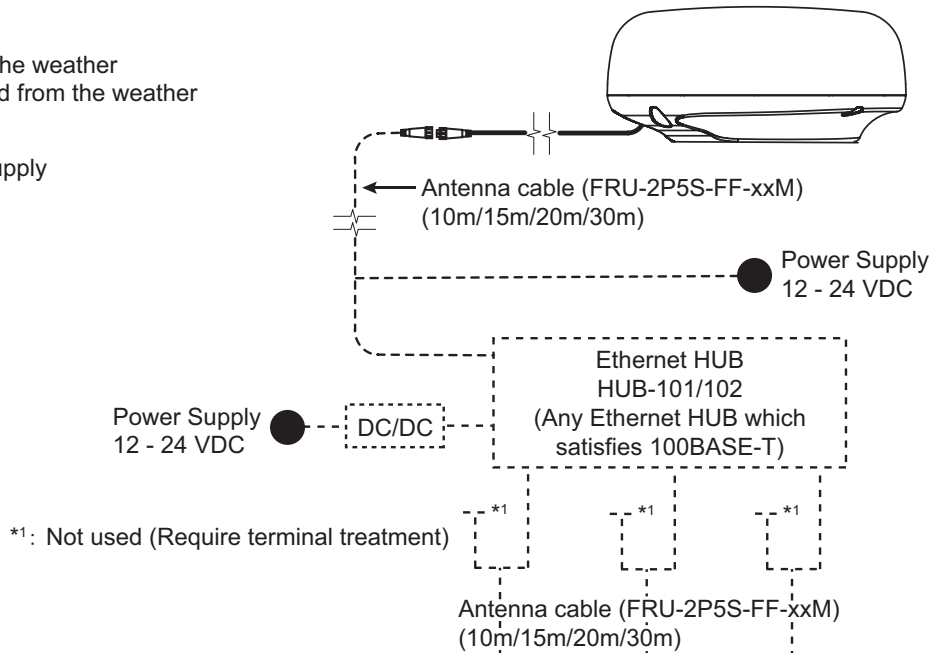 he weather
d from the weather
upply
Antenna cable (FRU-2P5S-FF-xxM)
(10m/15m/20m/30m)
Power Supply
12 - 24 VDC
Ethernet HUB
HUB-101/102
(Any Ethernet HUB which
satisfies 100BASE-T)
Power Supply
12 - 24 VDC
DC/DC
*1
*1
*1
*1: Not used (Require terminal treatment)
Antenna cable (FRU-2P5S-FF-xxM)
(10m/15m/20m/30m)